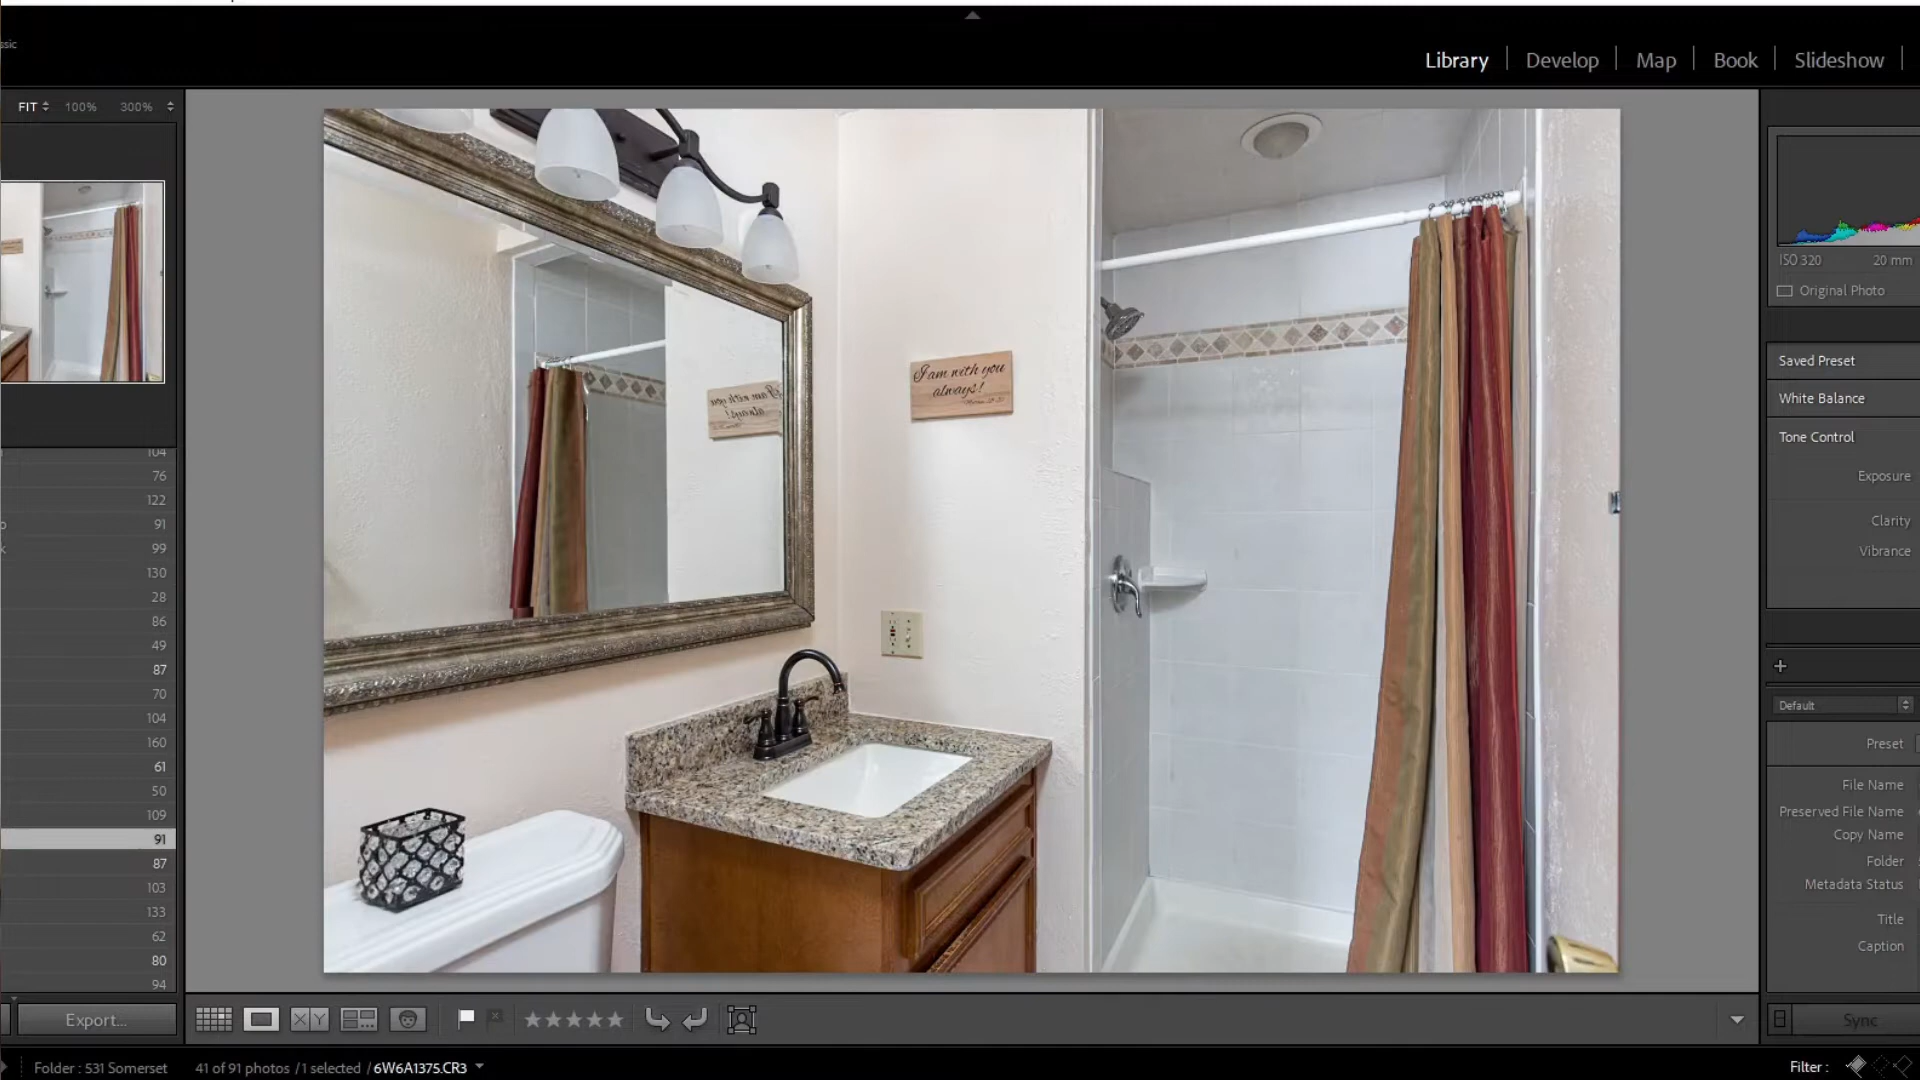 Library
Develop
Map
Book
Slideshow
FIT
100%
300%
ISO 320
20 mm
Original Photo
I am with you
always!
Saved Preset
White Balance
Tone Control
Exposure
Clarity
Vibrance
104
76
122
91
99
130
28
86
49
87
70
104
160
61
50
109
91
87
103
133
62
80
94
Default
Preset
File Name
Preserved File Name
Copy Name
Folder
Metadata Status
Title
Caption
Export...
XY
Sync
Folder : 531 Somerset
41 of 91 photos / 1 selected / 6W6A1375.CR3
Filter :